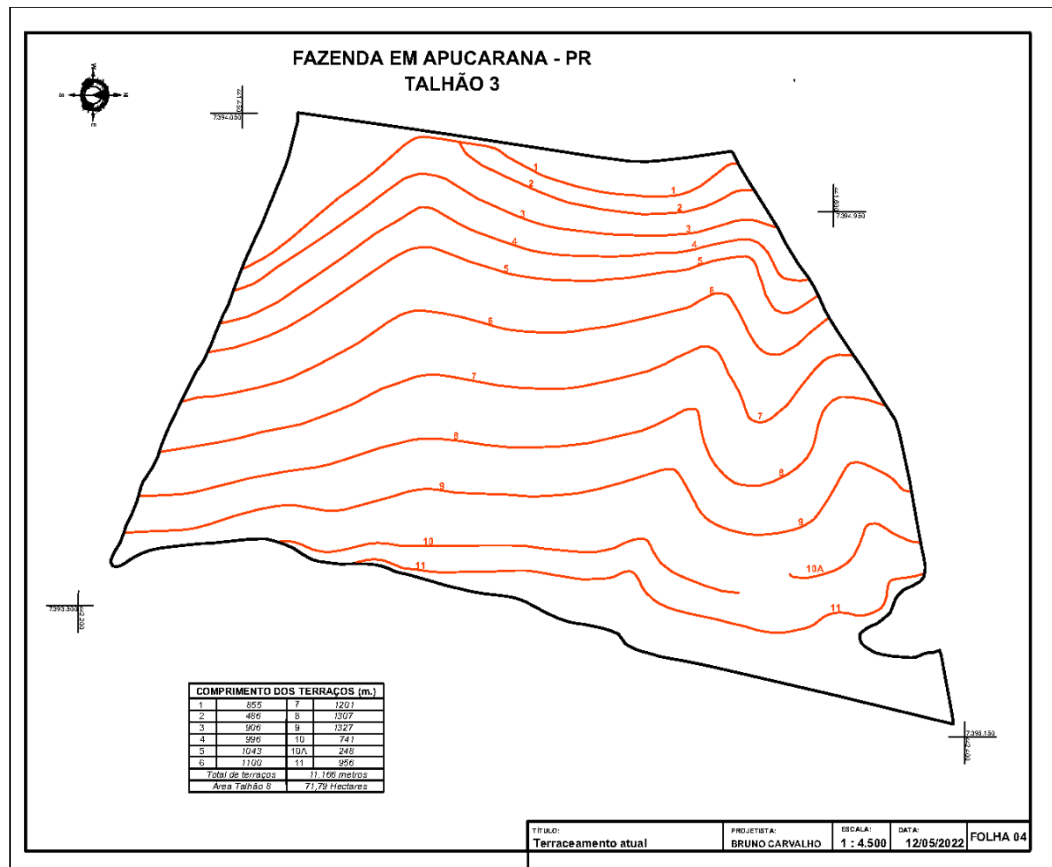 FAZENDA EM APUCARANA - PR
TALHÃO 3
1
1
2
2
3
3
4
4
5
5
6
6
7
7
8
8
9
9
10
10A
11
11
7394.950
COMPRIMENTO DOS TERRAÇOS (m.)
1 855 7 1201
2 486 8 1307
3 906 9 1327
4 996 10 741
5 1043 10A 248
6 1100 11 956
Total de terraços 11.166 metros
Área Talhão 8 71,79 Hectares
TÍTULO:
Terraceamento atual
PROJETISTA:
BRUNO CARVALHO
ESCALA:
1 : 4.500
DATA:
12/05/2022
FOLHA 04